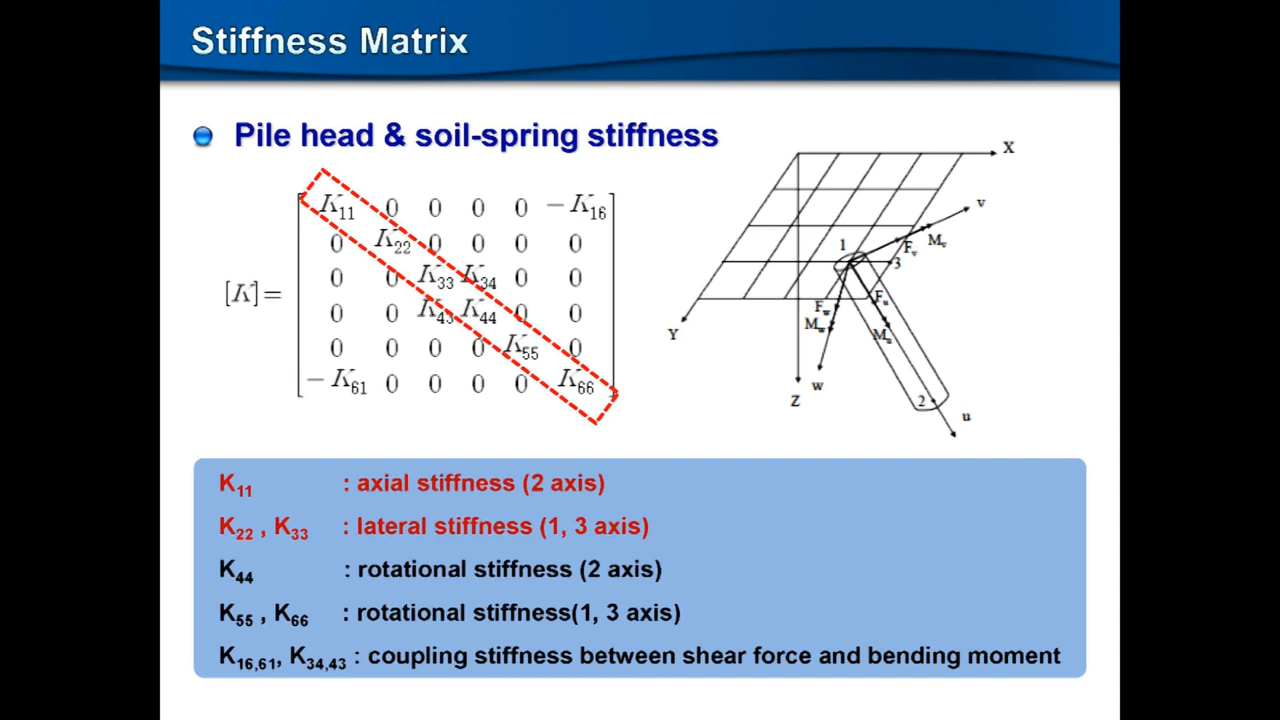 Stiffness Matrix
Pile head & soil-spring stiffness
[K] =
K11 0 0 0 0 − K16
0 K22 0 0 0 0
0 0 K33 K34 0 0
0 0 K43 K44 0 0
0 0 0 0 K55 0
− K61 0 0 0 0 K66
X
v
Mv
Fv
1
3
Fu
Fw
Mw
Mu
Y
w
Z
2
u
K11 : axial stiffness (2 axis)
K22 , K33 : lateral stiffness (1, 3 axis)
K44 : rotational stiffness (2 axis)
K55 , K66 : rotational stiffness(1, 3 axis)
K16,61, K34,43 : coupling stiffness between shear force and bending moment